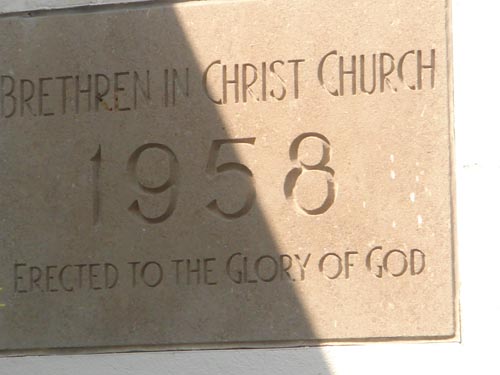 BRETHREN IN CHRIST CHURCH
1958
ERECTED TO THE GLORY OF GOD